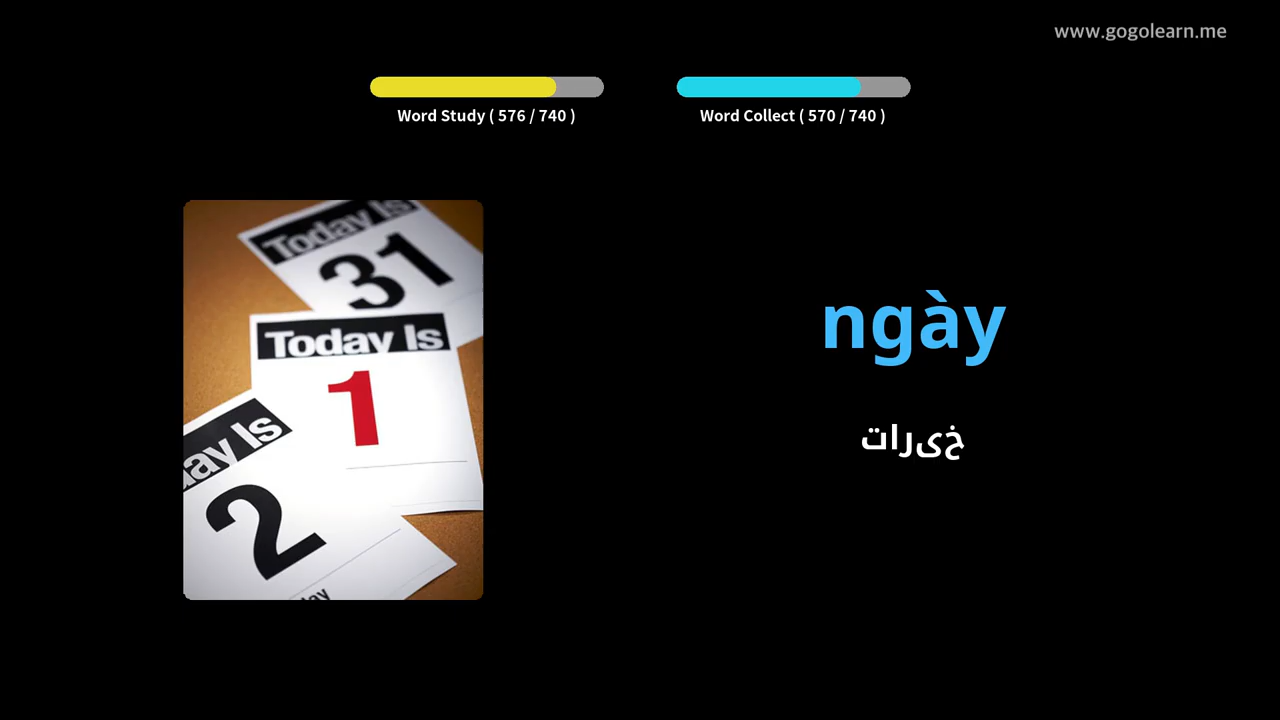 www.gogolearn.me
Word Study ( 576 / 740 )
Word Collect ( 570 / 740 )
Today Is
31
Today Is
1
ay Is
2
ngày
خیرات